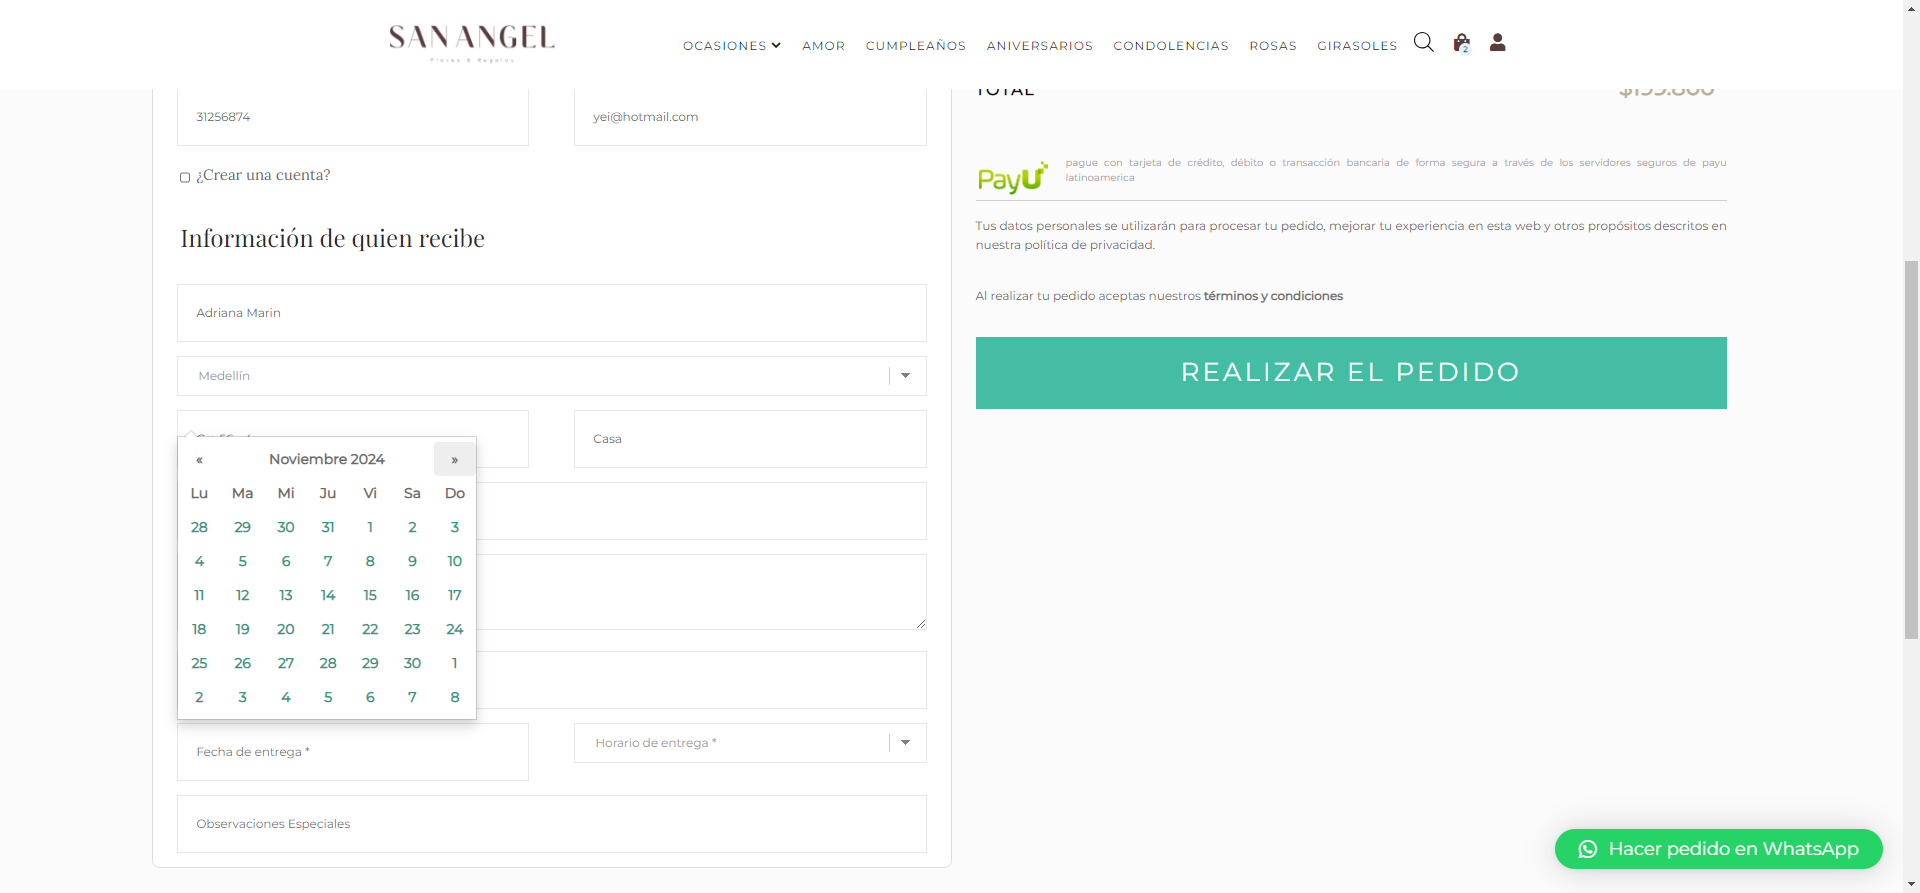 SAN ANGEL
Flores & Regalos
OCASIONES AMOR CUMPLEAÑOS ANIVERSARIOS CONDOLENCIAS ROSAS GIRASOLES
2
31256874
yei@hotmail.com
¿Crear una cuenta?
Información de quien recibe
Adriana Marin
Medellín
Casa
« Noviembre 2024 »
Lu Ma Mi Ju Vi Sa Do
28 29 30 31 1 2 3
4 5 6 7 8 9 10
11 12 13 14 15 16 17
18 19 20 21 22 23 24
25 26 27 28 29 30 1
2 3 4 5 6 7 8
Fecha de entrega *
Horario de entrega *
Observaciones Especiales
TOTAL
$199.800
PayU
pague con tarjeta de crédito, débito o transacción bancaria de forma segura a través de los servidores seguros de payu
latinoamerica
Tus datos personales se utilizarán para procesar tu pedido, mejorar tu experiencia en esta web y otros propósitos descritos en
nuestra política de privacidad.
Al realizar tu pedido aceptas nuestros términos y condiciones
REALIZAR EL PEDIDO
Hacer pedido en WhatsApp